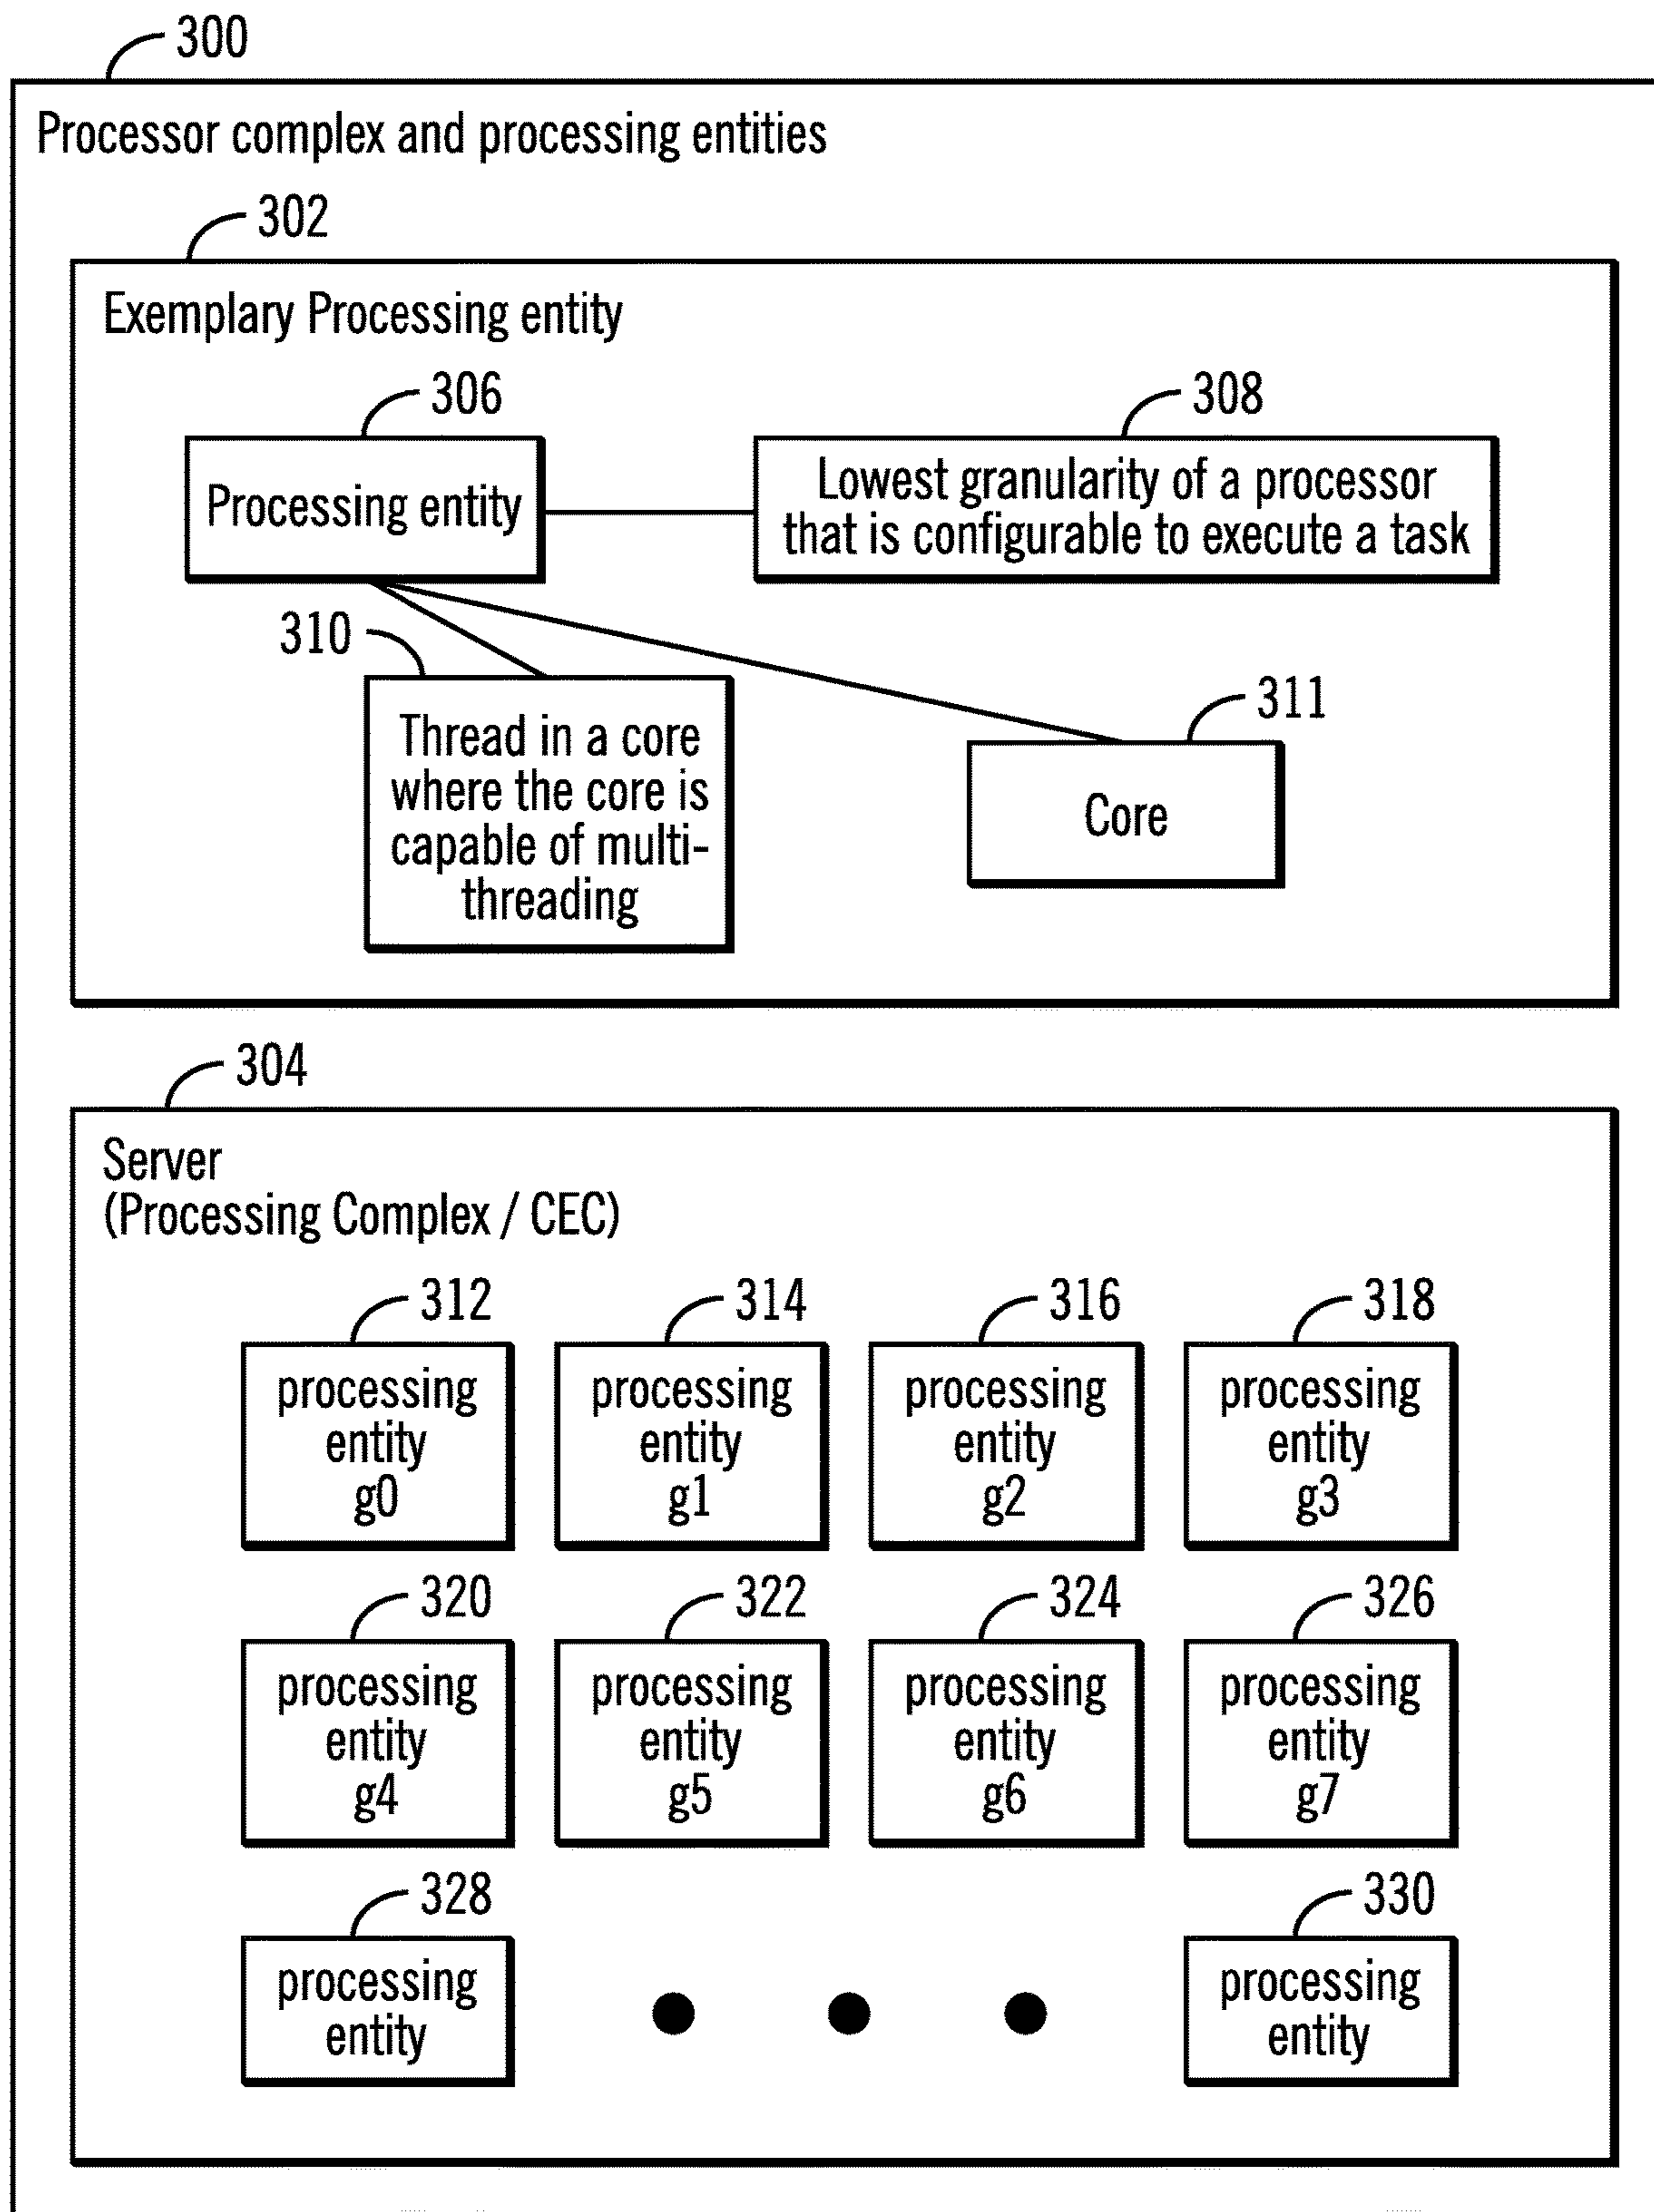 300
Processor complex and processing entities
302
Exemplary Processing entity
306
308
Processing entity
Lowest granularity of a processor
that is configurable to execute a task
310
311
Thread in a core
where the core is
capable of multi-
threading
Core
304
Server
(Processing Complex / CEC)
312
314
316
318
processing
entity
g0
processing
entity
g1
processing
entity
g2
processing
entity
g3
320
322
324
326
processing
entity
g4
processing
entity
g5
processing
entity
g6
processing
entity
g7
328
330
processing
entity
processing
entity